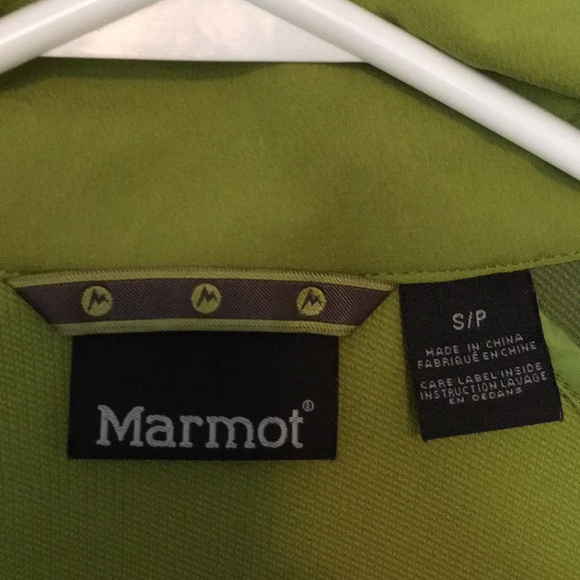 Marmot®
S/P
MADE IN CHINA
FABRIQUÉ EN CHINE
CARE LABEL INSIDE
INSTRUCTION LAVAGE
EN DEDANS